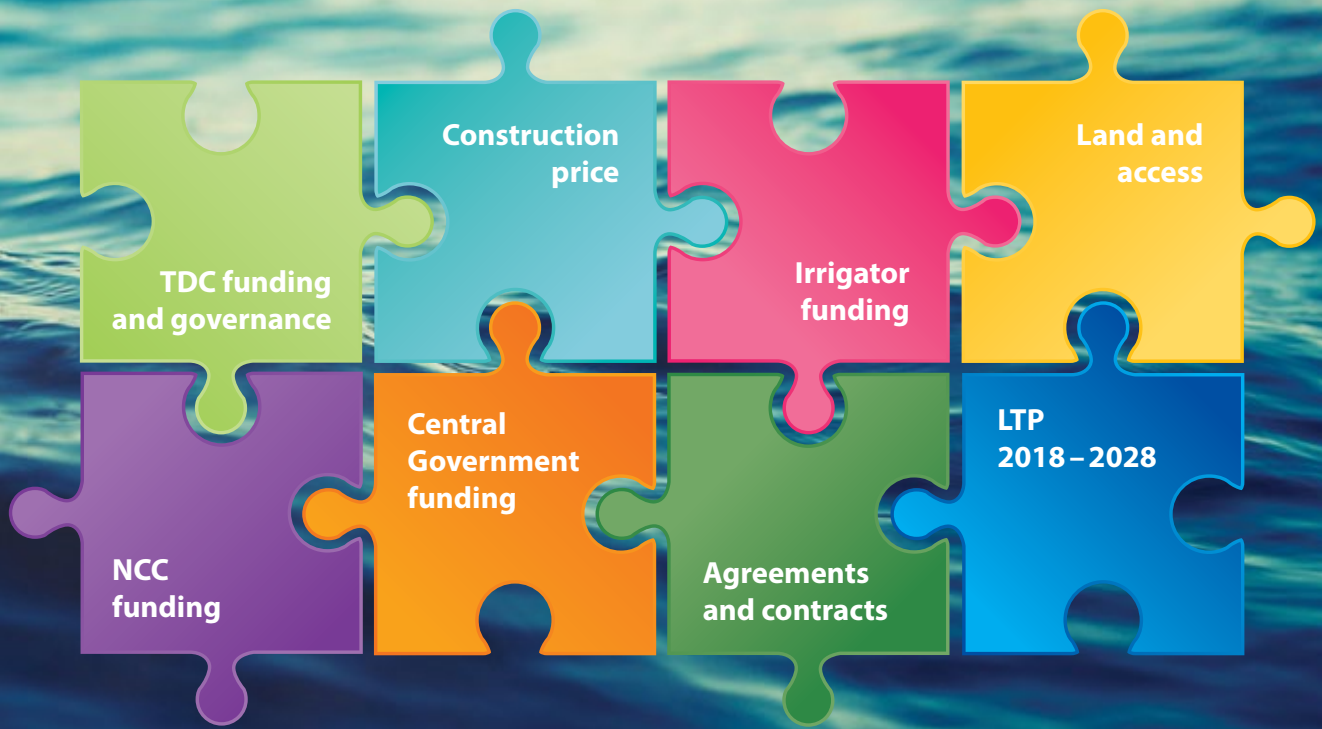 TDC funding
and governance
Construction
price
Irrigator
funding
Land and
access
NCC
funding
Central
Government
funding
Agreements
and contracts
LTP
2018 – 2028